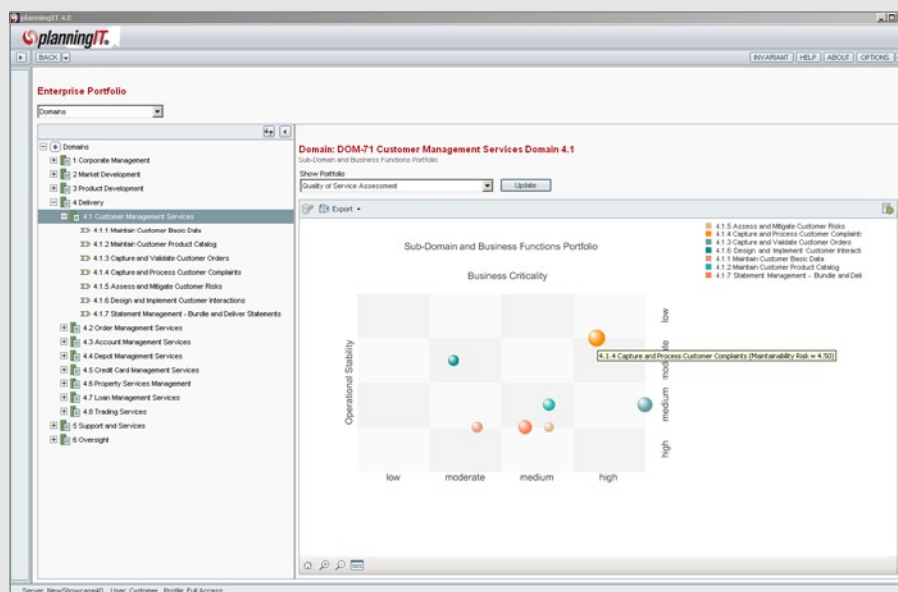 planningIT 4.0
planningIT.
BACK
INVARIANT HELP ABOUT OPTIONS
Enterprise Portfolio
Domains
Domains
1 Corporate Management
2 Market Development
3 Product Development
4 Delivery
4.1 Customer Management Services
4.1.1 Maintain Customer Basic Data
4.1.2 Maintain Customer Product Catalog
4.1.3 Capture and Validate Customer Orders
4.1.4 Capture and Process Customer Complaints
4.1.5 Assess and Mitigate Customer Risks
4.1.6 Design and Implement Customer Interactions
4.1.7 Statement Management - Bundle and Deliver Statements
4.2 Order Management Services
4.3 Account Management Services
4.4 Depot Management Services
4.5 Credit Card Management Services
4.6 Property Services Management
4.7 Loan Management Services
4.8 Trading Services
5 Support and Services
6 Oversight
Domain: DOM-71 Customer Management Services Domain 4.1
Sub-Domain and Business Functions Portfolio
Show Portfolio
Quality of Service Assessment
Update
Export
4.1.5 Assess and Mitigate Customer Risks
4.1.4 Capture and Process Customer Complaints
4.1.3 Capture and Validate Customer Orders
4.1.6 Design and Implement Customer Interacti
4.1.1 Maintain Customer Basic Data
4.1.2 Maintain Customer Product Catalog
4.1.7 Statement Management - Bundle and Deli
Sub-Domain and Business Functions Portfolio
Business Criticality
Operational Stability
low
4.1.4 Capture and Process Customer Complaints (Maintainability Risk = 4.50)
medium
high
low moderate medium high
Server: NewShowcase40 User: Customer Profile: Full Access